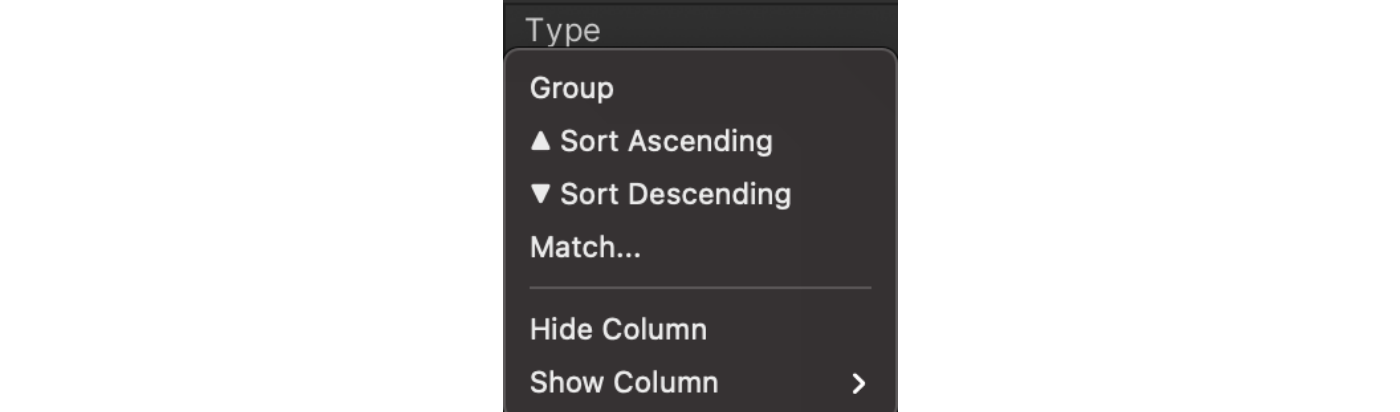 Type
Group
▲ Sort Ascending
▼ Sort Descending
Match...
Hide Column
Show Column